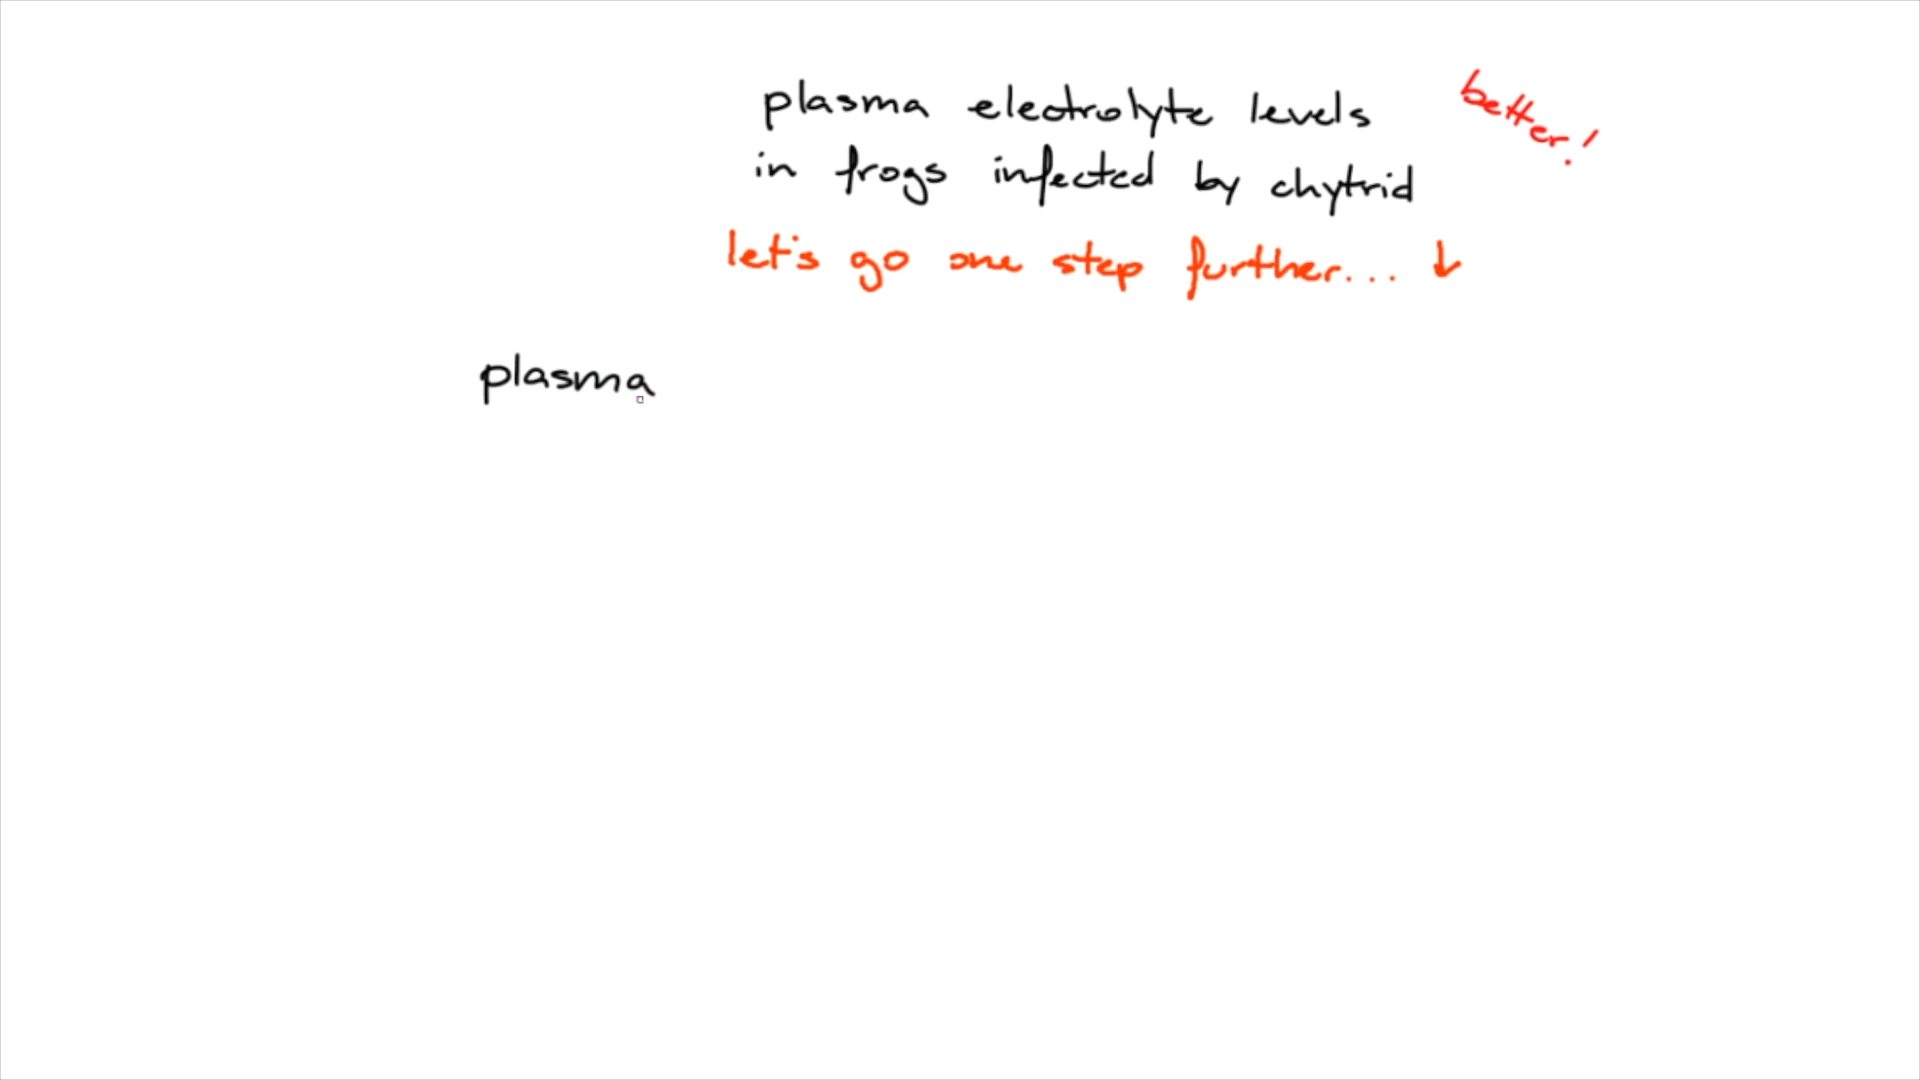 plasma electrolyte levels
better!
in frogs infected by chytrid
let's go one step further... ↓
plasma